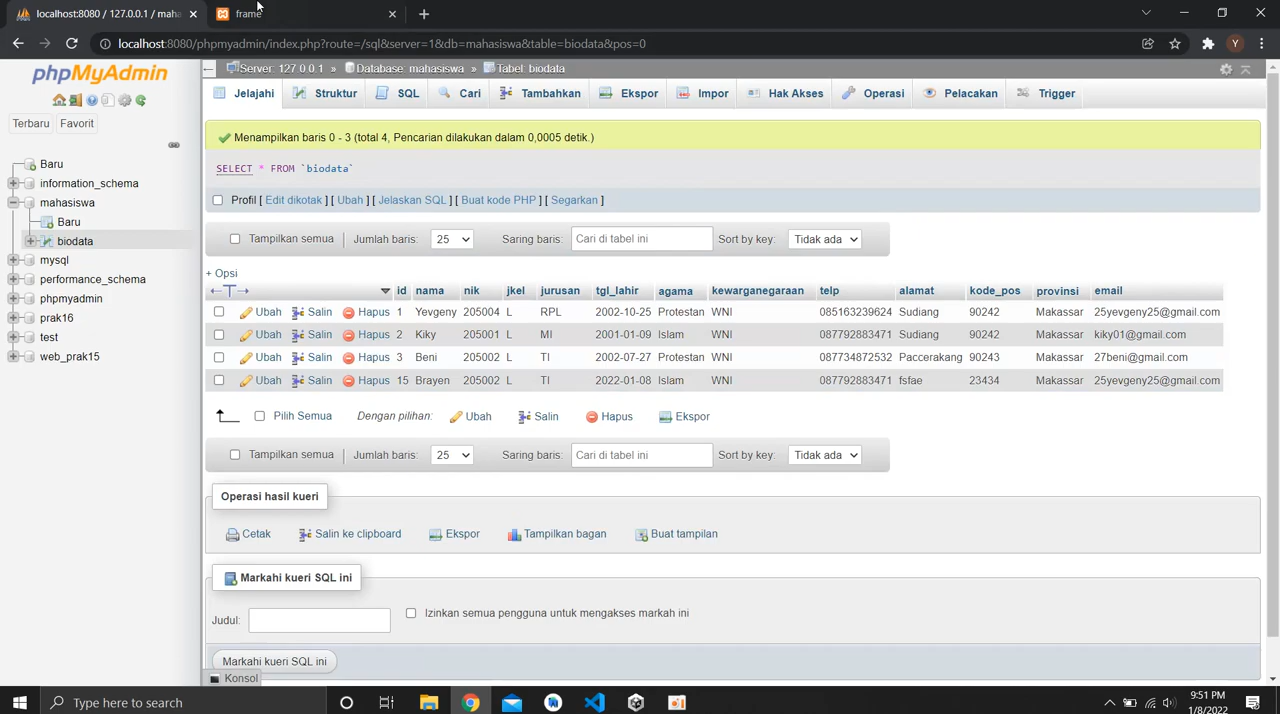 localhost:8080 / 127.0.0.1 / maha
frame
localhost:8080/phpmyadmin/index.php?route=/sql&server=1&db=mahasiswa&table=biodata&pos=0
Y
phpMyAdmin
Terbaru Favorit
Baru
information_schema
mahasiswa
Baru
biodata
mysql
performance_schema
phpmyadmin
prak16
test
web_prak15
Server: 127.0.0.1 » Database: mahasiswa » Tabel: biodata
Jelajahi Struktur SQL Cari Tambahkan Ekspor Impor Hak Akses Operasi Pelacakan Trigger
Menampilkan baris 0 - 3 (total 4, Pencarian dilakukan dalam 0,0005 detik.)
SELECT * FROM `biodata`
Profil [ Edit dikotak ] [ Ubah ] [ Jelaskan SQL ] [ Buat kode PHP ] [ Segarkan ]
Tampilkan semua Jumlah baris: 25 Saring baris: Cari di tabel ini Sort by key: Tidak ada
+ Opsi
←T→ id nama nik jkel jurusan tgl_lahir agama kewarganegaraan telp alamat kode_pos provinsi email
Ubah Salin Hapus 1 Yevgeny 205004 L RPL 2002-10-25 Protestan WNI 085163239624 Sudiang 90242 Makassar 25yevgeny25@gmail.com
Ubah Salin Hapus 2 Kiky 205001 L MI 2001-01-09 Islam WNI 087792883471 Sudiang 90242 Makassar kiky01@gmail.com
Ubah Salin Hapus 3 Beni 205002 L TI 2002-07-27 Protestan WNI 087734872532 Paccerakang 90243 Makassar 27beni@gmail.com
Ubah Salin Hapus 15 Brayen 205002 L TI 2022-01-08 Islam WNI 087792883471 fsfae 23434 Makassar 25yevgeny25@gmail.com
Pilih Semua Dengan pilihan: Ubah Salin Hapus Ekspor
Tampilkan semua Jumlah baris: 25 Saring baris: Cari di tabel ini Sort by key: Tidak ada
Operasi hasil kueri
Cetak Salin ke clipboard Ekspor Tampilkan bagan Buat tampilan
Markahi kueri SQL ini
Judul: Izinkan semua pengguna untuk mengakses markah ini
Markahi kueri SQL ini
Konsol
Type here to search
9:51 PM
1/8/2022